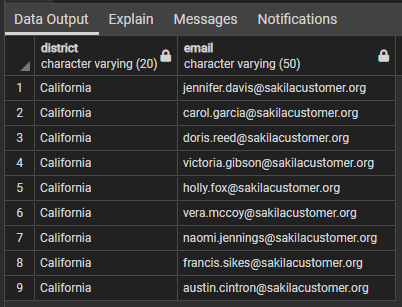 Data Output Explain Messages Notifications
district email
character varying (20) character varying (50)
1 California jennifer.davis@sakilacustomer.org
2 California carol.garcia@sakilacustomer.org
3 California doris.reed@sakilacustomer.org
4 California victoria.gibson@sakilacustomer.org
5 California holly.fox@sakilacustomer.org
6 California vera.mccoy@sakilacustomer.org
7 California naomi.jennings@sakilacustomer.org
8 California francis.sikes@sakilacustomer.org
9 California austin.cintron@sakilacustomer.org